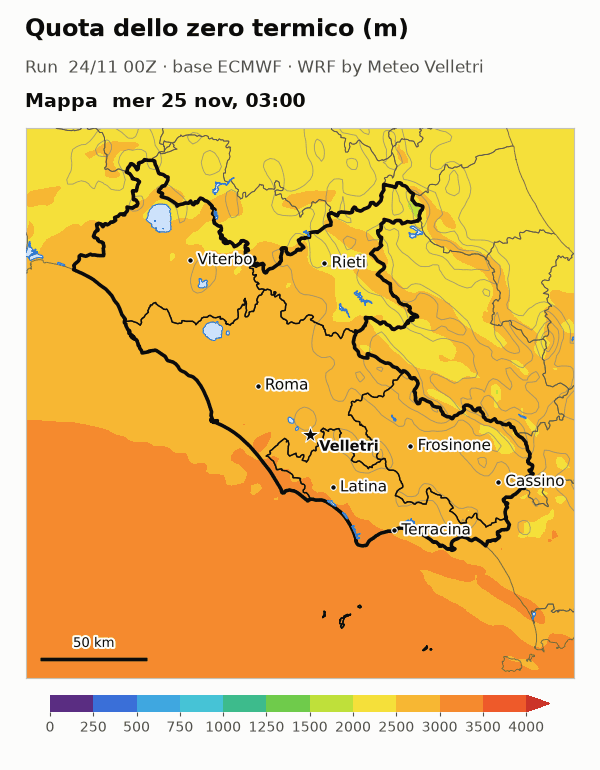 Quota dello zero termico (m)
Run  24/11 00Z · base ECMWF · WRF by Meteo Velletri
Mappa  mer 25 nov, 03:00
Viterbo
Rieti
Roma
Velletri
Frosinone
Cassino
Latina
Terracina
50 km
0 250 500 750 1000 1250 1500 2000 2500 3000 3500 4000